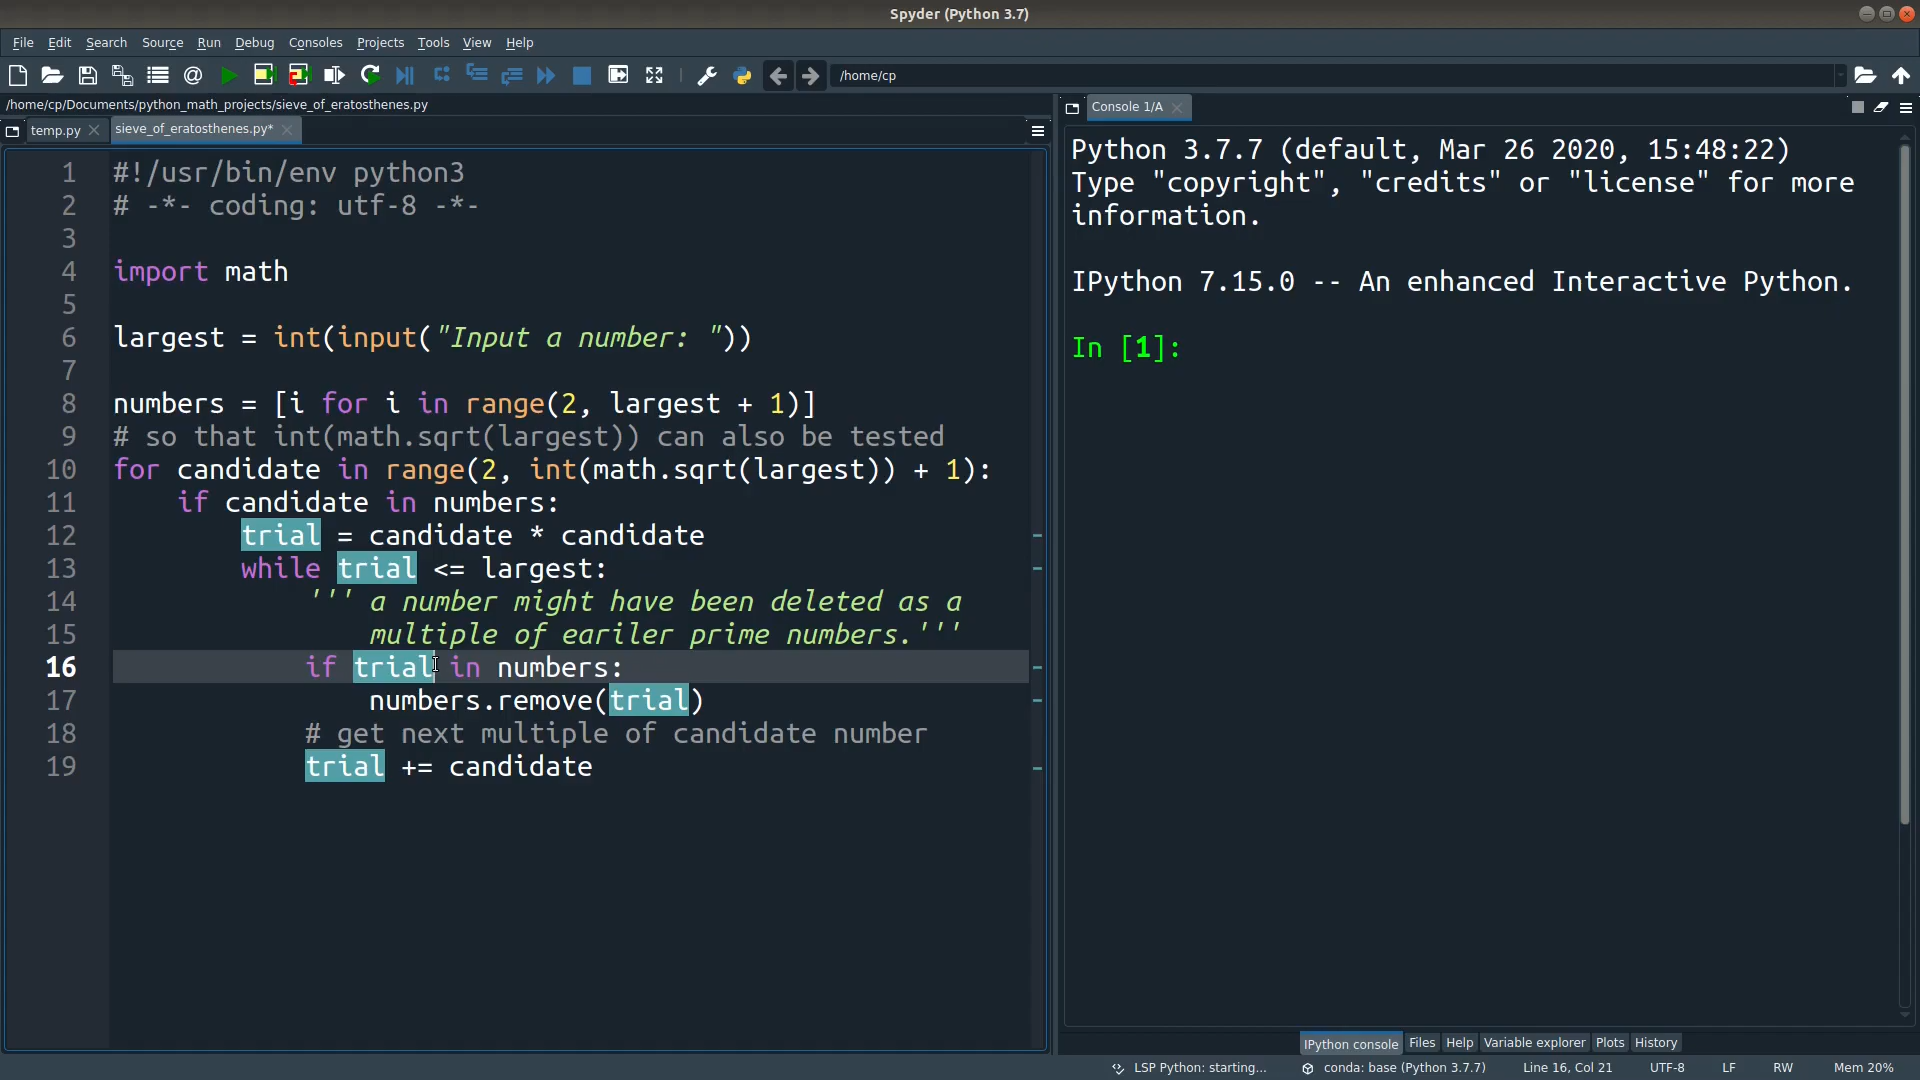 Spyder (Python 3.7)
File Edit Search Source Run Debug Consoles Projects Tools View Help
/home/cp
/home/cp/Documents/python_math_projects/sieve_of_eratosthenes.py
temp.py sieve_of_eratosthenes.py*
1 #!/usr/bin/env python3
2 # -*- coding: utf-8 -*-
3
4 import math
5
6 largest = int(input("Input a number: "))
7
8 numbers = [i for i in range(2, largest + 1)]
9 # so that int(math.sqrt(largest)) can also be tested
10 for candidate in range(2, int(math.sqrt(largest)) + 1):
11 if candidate in numbers:
12 trial = candidate * candidate
13 while trial <= largest:
14 ''' a number might have been deleted as a
15 multiple of eariler prime numbers.'''
16 if trial in numbers:
17 numbers.remove(trial)
18 # get next multiple of candidate number
19 trial += candidate
Console 1/A
Python 3.7.7 (default, Mar 26 2020, 15:48:22)
Type "copyright", "credits" or "license" for more
information.
IPython 7.15.0 -- An enhanced Interactive Python.
In [1]:
IPython console Files Help Variable explorer Plots History
LSP Python: starting... conda: base (Python 3.7.7) Line 16, Col 21 UTF-8 LF RW Mem 20%